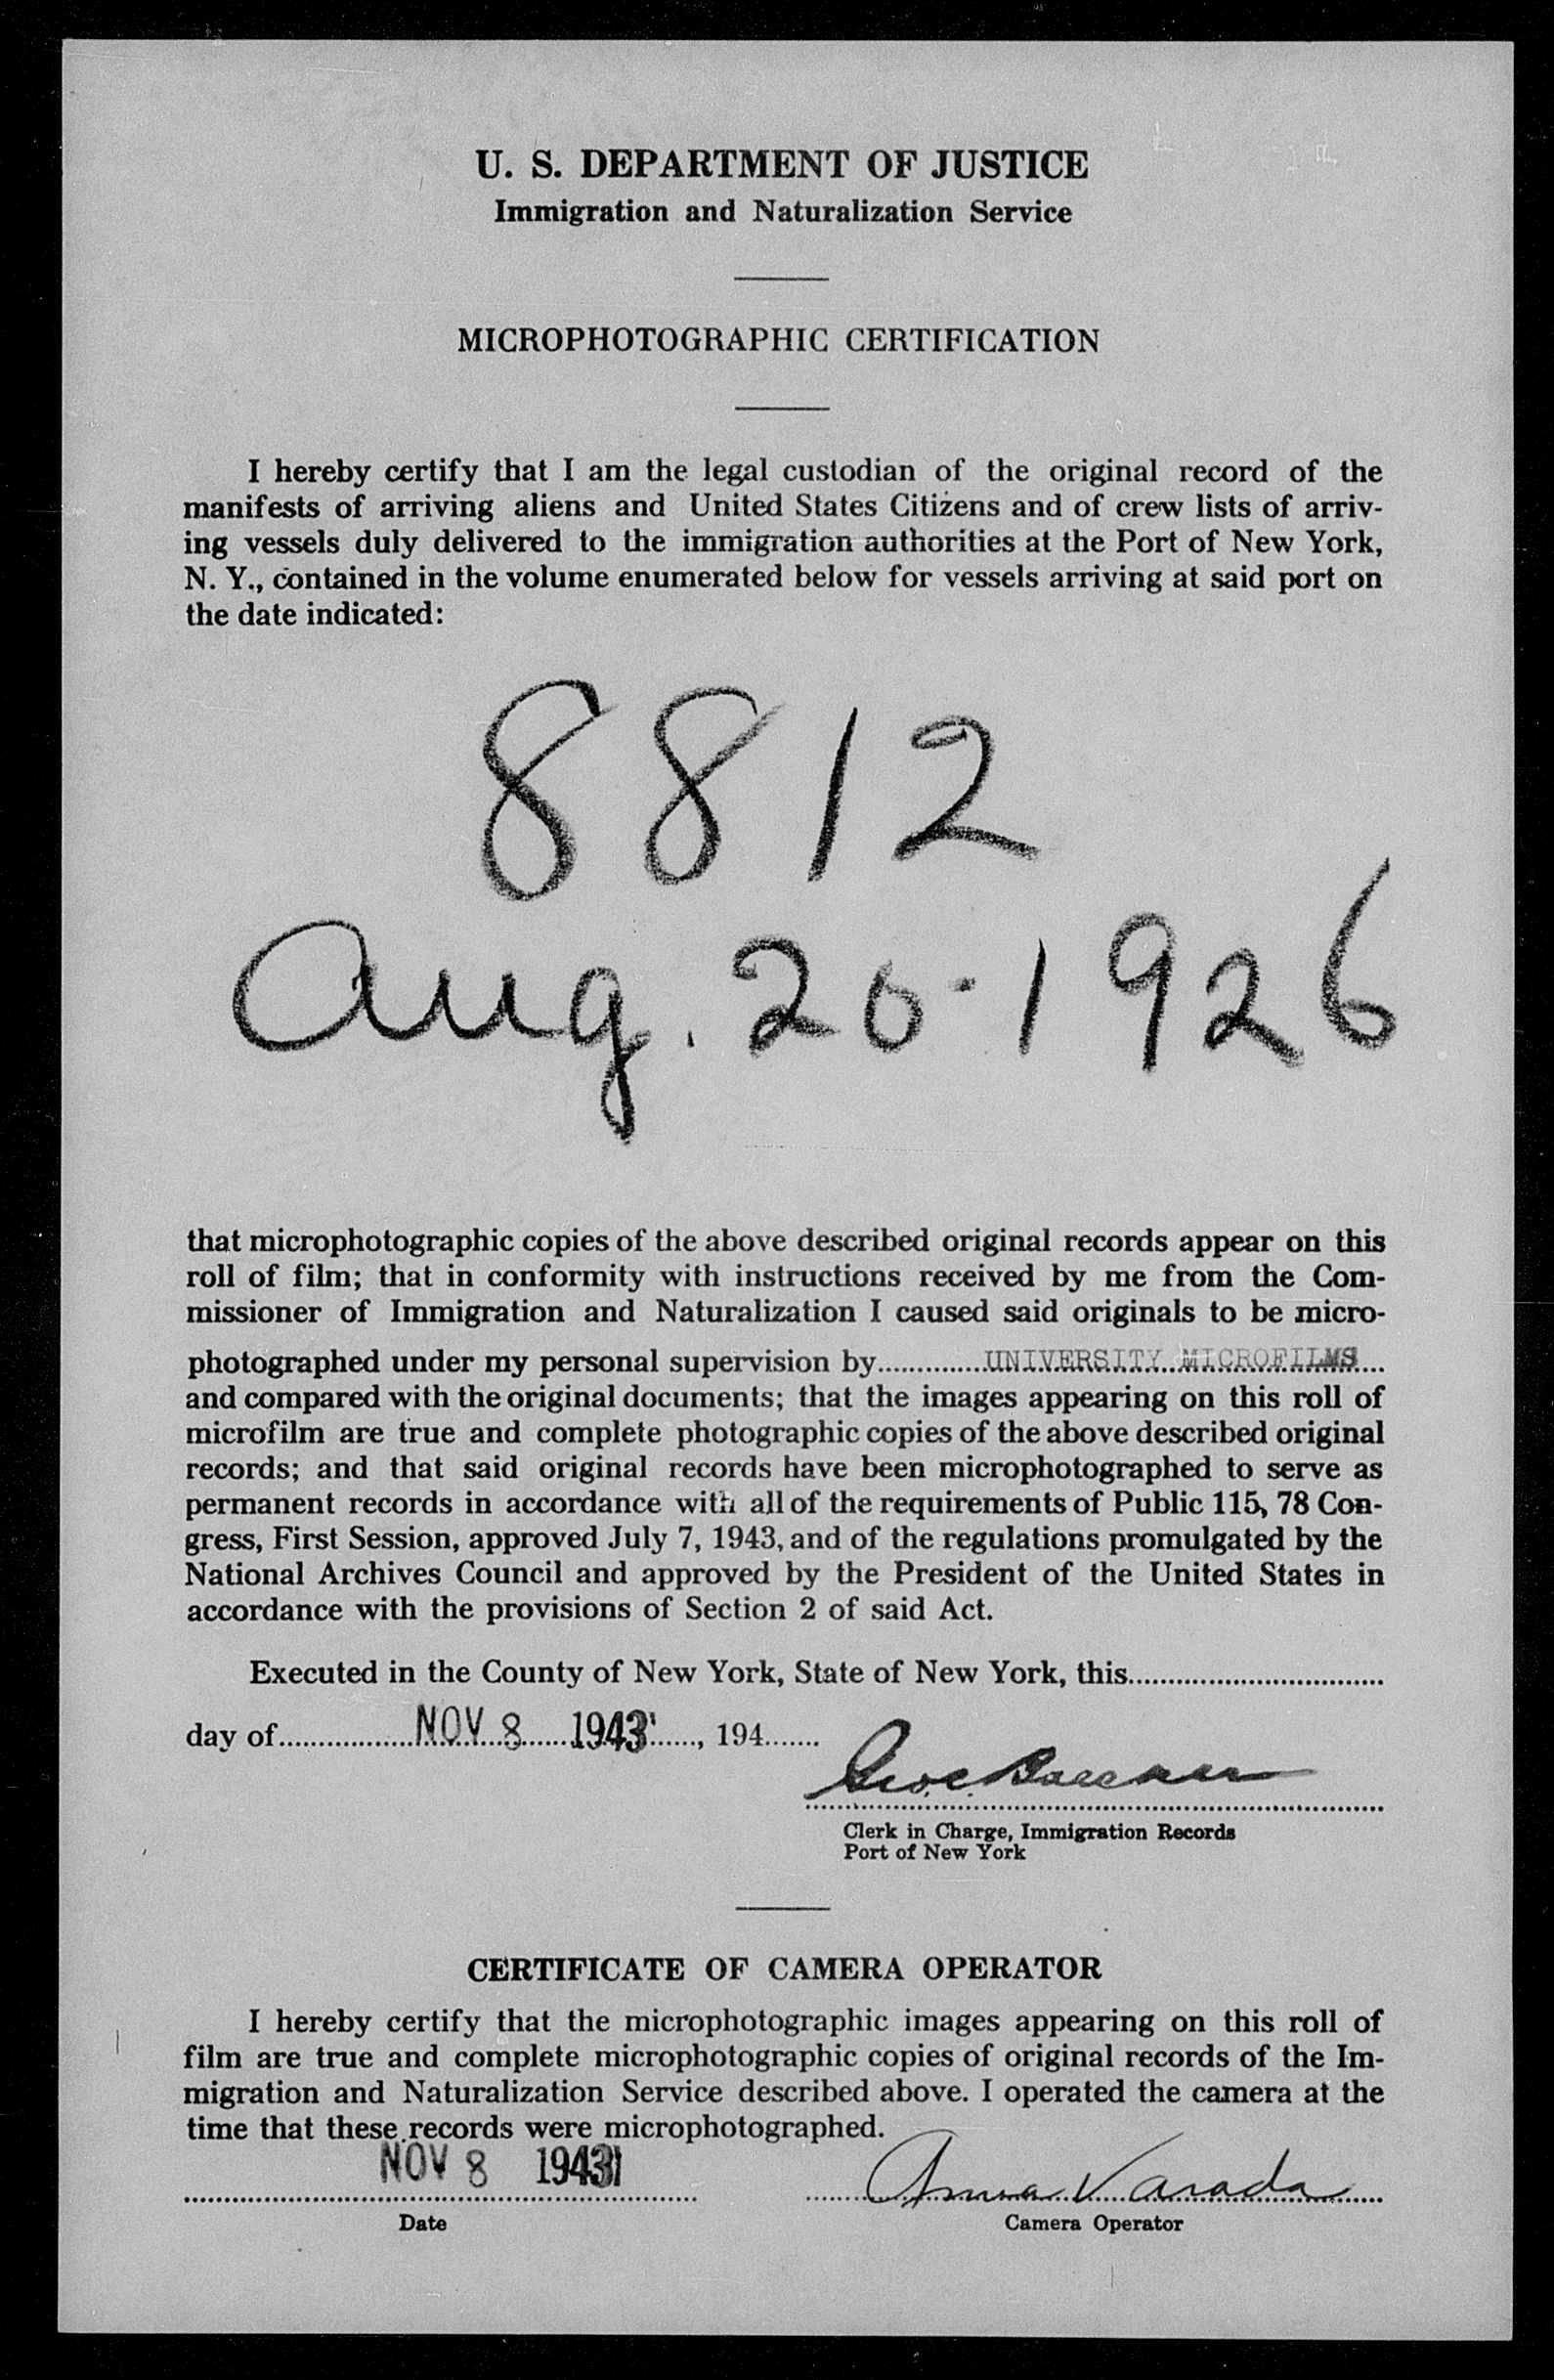 U. S. DEPARTMENT OF JUSTICE
Immigration and Naturalization Service
MICROPHOTOGRAPHIC CERTIFICATION
I hereby certify that I am the legal custodian of the original record of the
manifests of arriving aliens and United States Citizens and of crew lists of arriv-
ing vessels duly delivered to the immigration authorities at the Port of New York,
N. Y., contained in the volume enumerated below for vessels arriving at said port on
the date indicated:
8812
Aug. 20-1926
that microphotographic copies of the above described original records appear on this
roll of film; that in conformity with instructions received by me from the Com-
missioner of Immigration and Naturalization I caused said originals to be micro-
photographed under my personal supervision by UNIVERSITY MICROFILMS
and compared with the original documents; that the images appearing on this roll of
microfilm are true and complete photographic copies of the above described original
records; and that said original records have been microphotographed to serve as
permanent records in accordance with all of the requirements of Public 115, 78 Con-
gress, First Session, approved July 7, 1943, and of the regulations promulgated by the
National Archives Council and approved by the President of the United States in
accordance with the provisions of Section 2 of said Act.
Executed in the County of New York, State of New York, this
day of NOV 8 1943, 194
Clerk in Charge, Immigration Records
Port of New York
CERTIFICATE OF CAMERA OPERATOR
I hereby certify that the microphotographic images appearing on this roll of
film are true and complete microphotographic copies of original records of the Im-
migration and Naturalization Service described above. I operated the camera at the
time that these records were microphotographed.
NOV 8 1943 Anna Varada
Date
Camera Operator